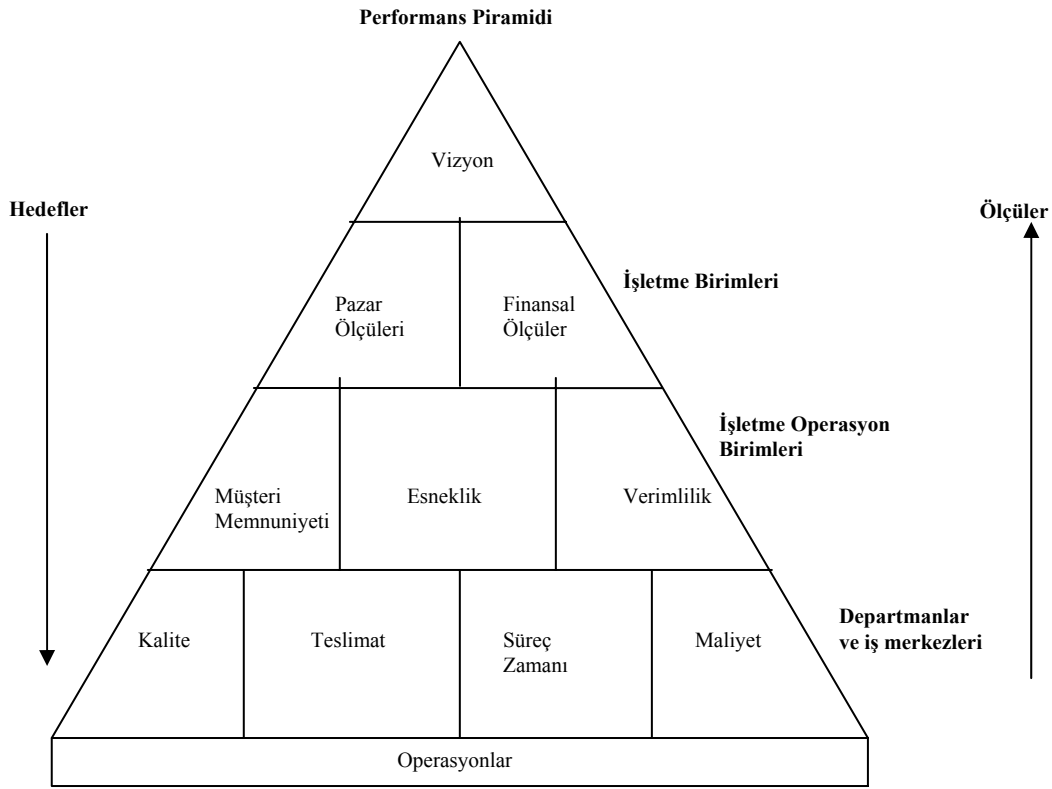 Performans Piramidi
Vizyon
Hedefler
Ölçüler
İşletme Birimleri
Pazar
Ölçüleri
Finansal
Ölçüler
İşletme Operasyon
Birimleri
Müşteri
Memnuniyeti
Esneklik
Verimlilik
Departmanlar
ve iş merkezleri
Kalite
Teslimat
Süreç
Zamanı
Maliyet
Operasyonlar